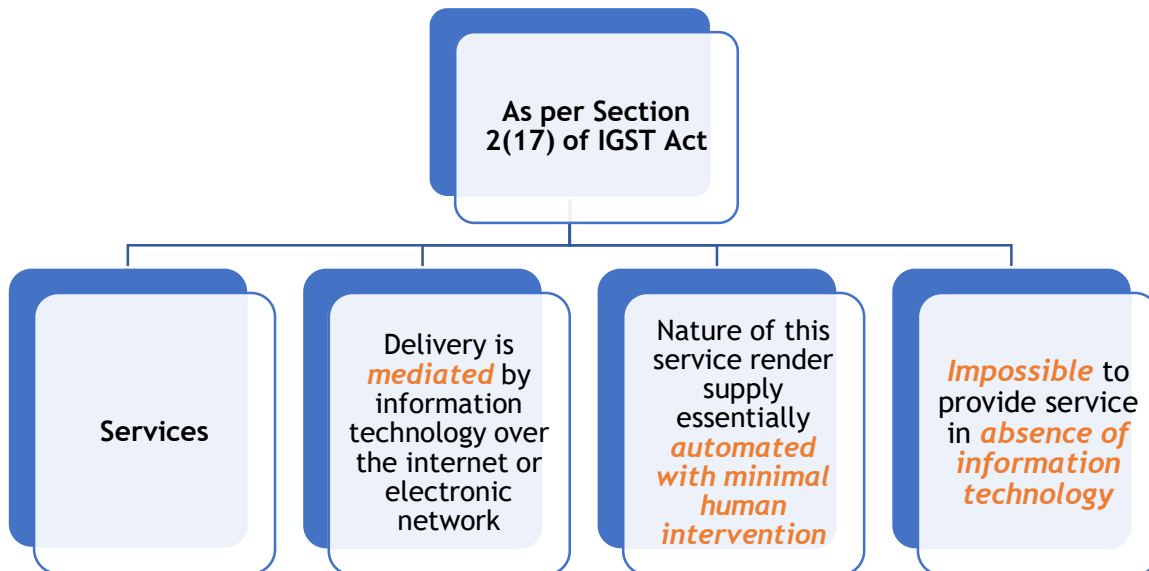 As per Section
2(17) of IGST Act
Services
Delivery is
mediated by
information
technology over
the internet or
electronic
network
Nature of this
service render
supply
essentially
automated
with minimal
human
intervention
Impossible to
provide service
in absence of
information
technology